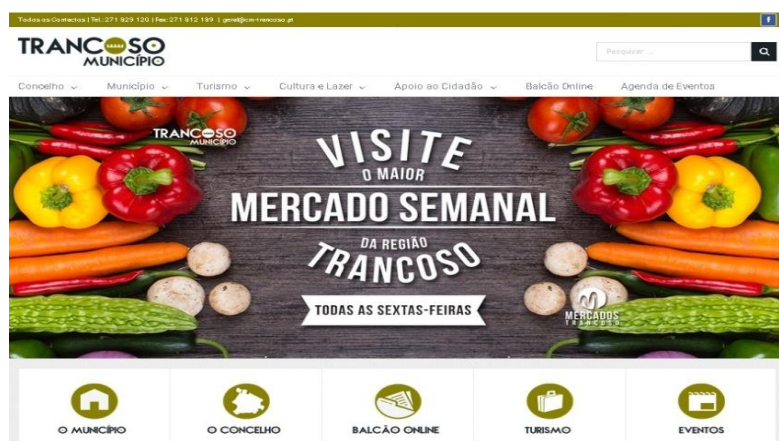 Todos os Contactos | Tel.: 271 829 120 | Fax: 271 812 189 | geral@cm-trancoso.pt
f
TRANCOSO
MUNICÍPIO
Pesquisar ...
Concelho Município Turismo Cultura e Lazer Apoio ao Cidadão Balcão Online Agenda de Eventos
TRANCOSO
MUNICÍPIO
VISITE
O MAIOR
MERCADO SEMANAL
DA REGIÃO
TRANCOSO
TODAS AS SEXTAS-FEIRAS
MERCADOS
TRANCOSO
O MUNICÍPIO O CONCELHO BALCÃO ONLINE TURISMO EVENTOS